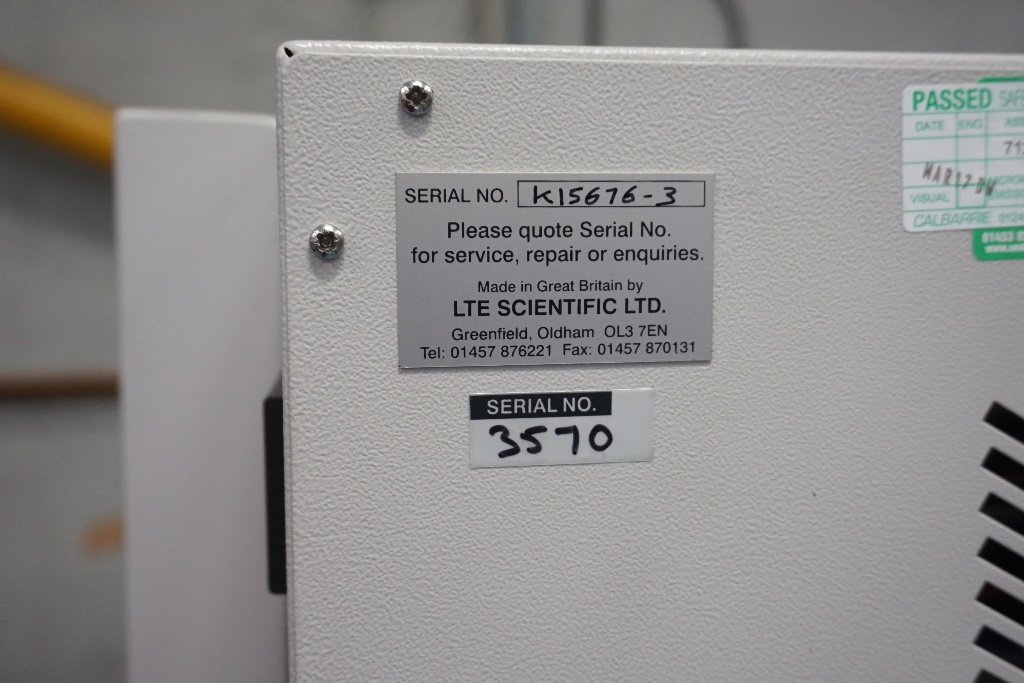 SERIAL NO. K15676-3
Please quote Serial No.
for service, repair or enquiries.
Made in Great Britain by
LTE SCIENTIFIC LTD.
Greenfield, Oldham OL3 7EN
Tel: 01457 876221 Fax: 01457 870131
SERIAL NO.
3570
PASSED
DATE ENG
MAR17
VISUAL
CALBARRIE